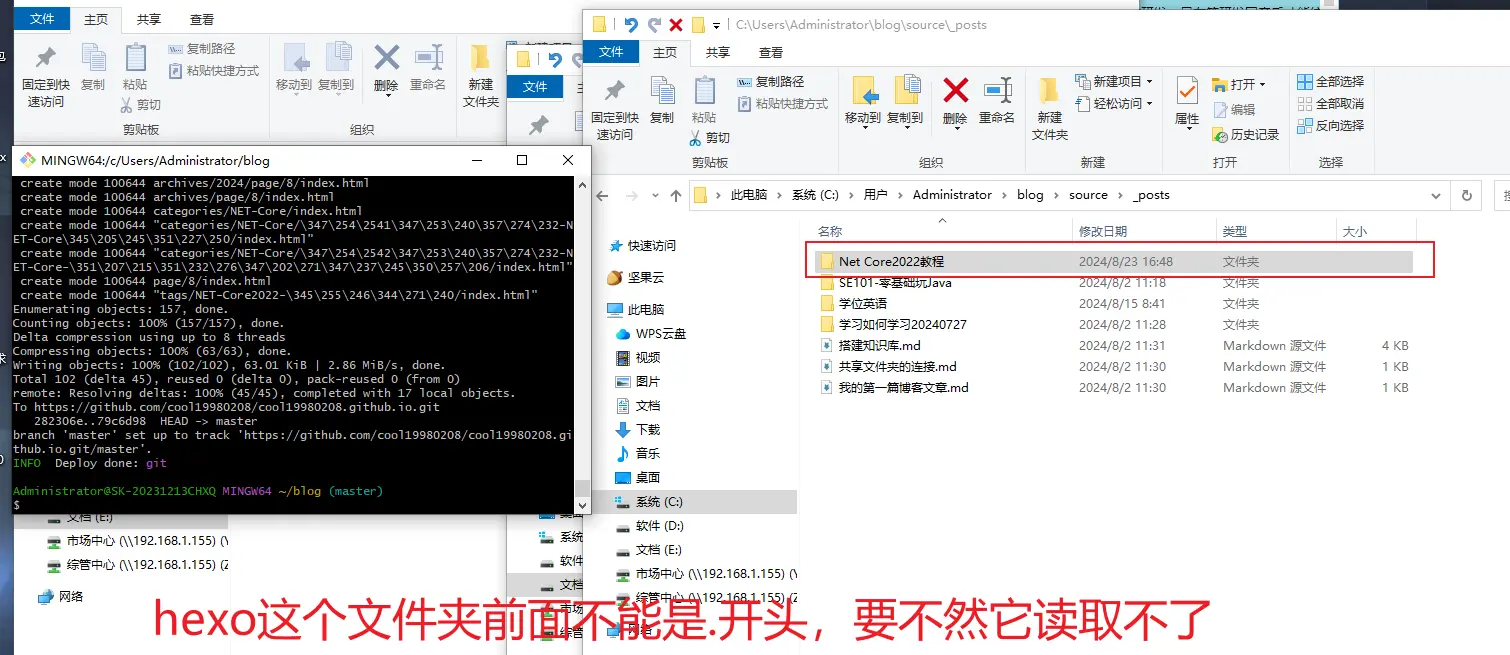 文件
主页
共享
查看
固定到快
速访问
复制
粘贴
复制路径
粘贴快捷方式
剪切
剪贴板
移动到
复制到
删除
重命名
组织
新建
文件夹
文件
C:\Users\Administrator\blog\source\_posts
文件
主页
共享
查看
固定到快
速访问
复制
粘贴
复制路径
粘贴快捷方式
剪切
剪贴板
移动到
复制到
删除
重命名
组织
新建
文件夹
新建项目
轻松访问
新建
属性
打开
编辑
历史记录
打开
全部选择
全部取消
反向选择
选择
此电脑 › 系统 (C:) › 用户 › Administrator › blog › source › _posts
MINGW64:/c/Users/Administrator/blog
create mode 100644 archives/2024/page/8/index.html
create mode 100644 archives/page/8/index.html
create mode 100644 categories/NET-Core/index.html
create mode 100644 "categories/NET-Core/\347\254\2541\347\253\240\357\274\232-N
ET-Core\345\205\245\351\227\250/index.html"
create mode 100644 "categories/NET-Core/\347\254\2542\347\253\240\357\274\232-N
ET-Core-\351\207\215\351\232\276\347\202\271\347\237\245\350\257\206/index.html"
create mode 100644 page/8/index.html
create mode 100644 "tags/NET-Core2022-\345\255\246\344\271\240/index.html"
Enumerating objects: 157, done.
Counting objects: 100% (157/157), done.
Delta compression using up to 8 threads
Compressing objects: 100% (63/63), done.
Writing objects: 100% (102/102), 63.01 KiB | 2.86 MiB/s, done.
Total 102 (delta 45), reused 0 (delta 0), pack-reused 0 (from 0)
remote: Resolving deltas: 100% (45/45), completed with 17 local objects.
To https://github.com/cool19980208/cool19980208.github.io.git
282306e..79c6d98  HEAD -> master
branch 'master' set up to track 'https://github.com/cool19980208/cool19980208.gi
thub.io.git/master'.
INFO  Deploy done: git
Administrator@SK-20231213CHXQ MINGW64 ~/blog (master)
$
快速访问
坚果云
此电脑
WPS云盘
视频
图片
文档
下载
音乐
桌面
系统 (C:)
软件 (D:)
文档 (E:)
市场中心 (\\192.168.1.155) (Y
综管中心 (\\192.168.1.155) (Z
网络
名称 修改日期 类型 大小
Net Core2022教程 2024/8/23 16:48 文件夹
SE101-零基础玩Java 2024/8/2 11:18 文件夹
学位英语 2024/8/15 8:41 文件夹
学习如何学习20240727 2024/8/2 11:28 文件夹
搭建知识库.md 2024/8/2 11:31 Markdown 源文件 4 KB
共享文件夹的连接.md 2024/8/2 11:30 Markdown 源文件 1 KB
我的第一篇博客文章.md 2024/8/2 11:30 Markdown 源文件 1 KB
文档 (E:)
市场中心 (\\192.168.1.155) (Y
综管中心 (\\192.168.1.155) (Z
网络
系统
软件
文档
市场
综管
hexo这个文件夹前面不能是.开头，要不然它读取不了